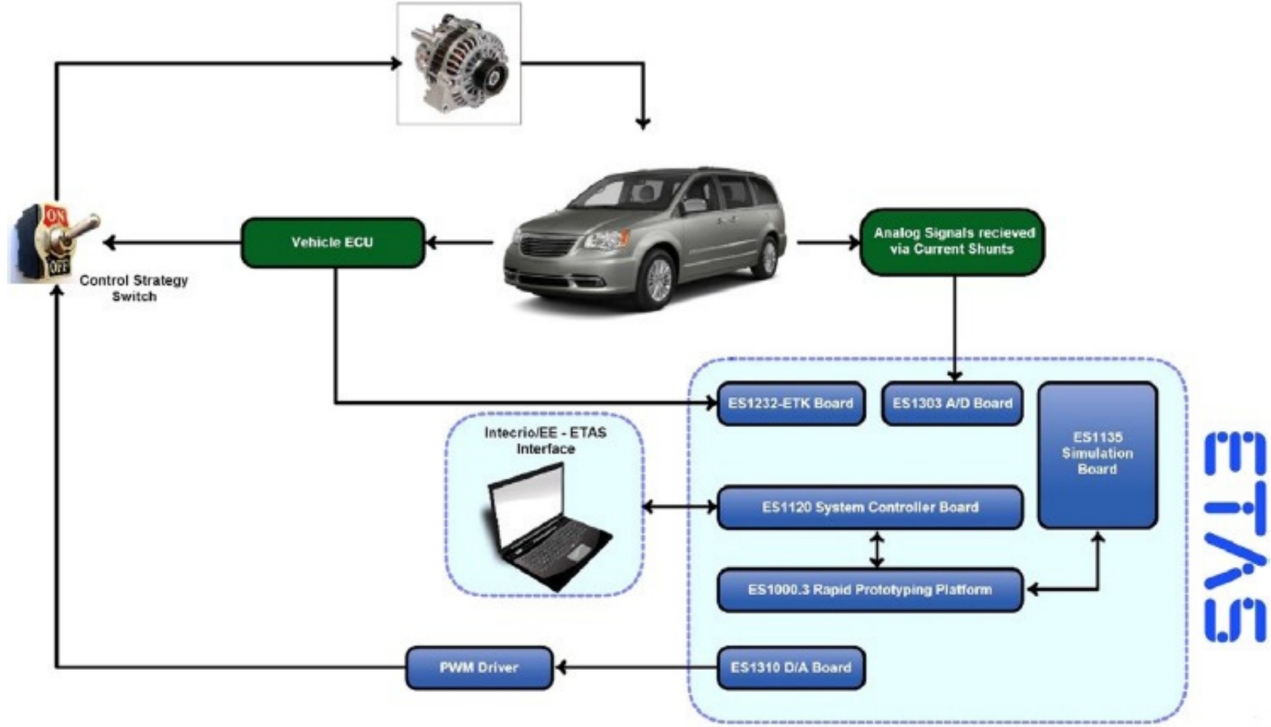 ON
OFF
Control Strategy
Switch
Vehicle ECU
Analog Signals recieved
via Current Shunts
ES1232-ETK Board
ES1303 A/D Board
ES1135
Simulation
Board
Intecrio/EE - ETAS
Interface
ES1120 System Controller Board
ES1000.3 Rapid Prototyping Platform
PWM Driver
ES1310 D/A Board
ETAS